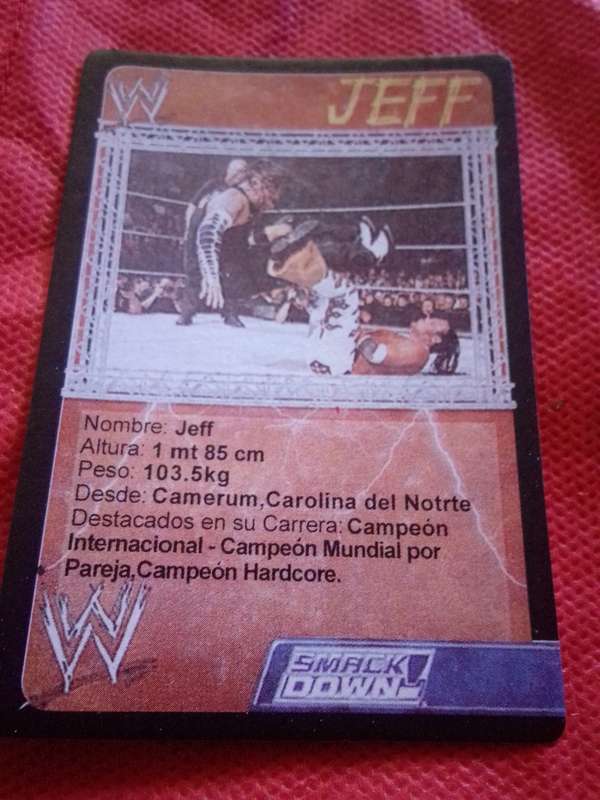 W
JEFF
Nombre: Jeff
Altura: 1 mt 85 cm
Peso: 103.5kg
Desde: Camerum,Carolina del Notrte
Destacados en su Carrera: Campeón
Internacional - Campeón Mundial por
Pareja,Campeón Hardcore.
W
SMACK
DOWN!